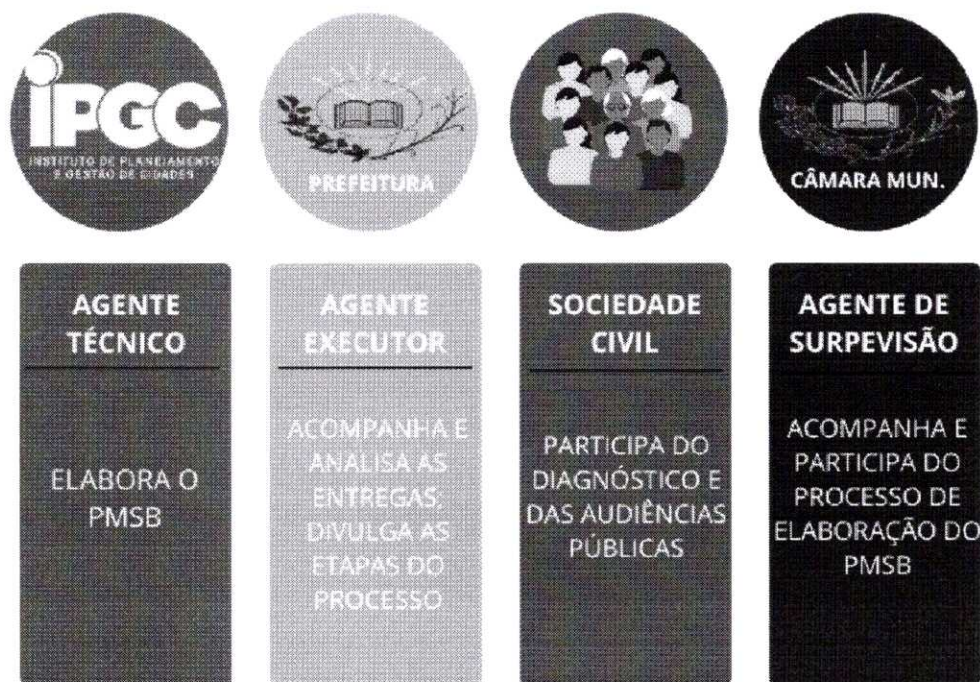 iPGC
INSTITUTO DE PLANEJAMENTO
E GESTÃO DE CIDADES
PREFEITURA
CÂMARA MUN.
AGENTE
TÉCNICO
ELABORA O
PMSB
AGENTE
EXECUTOR
ACOMPANHA E
ANALISA AS
ENTREGAS,
DIVULGA AS
ETAPAS DO
PROCESSO
SOCIEDADE
CIVIL
PARTICIPA DO
DIAGNÓSTICO E
DAS AUDIÊNCIAS
PÚBLICAS
AGENTE DE
SURPEVISÃO
ACOMPANHA E
PARTICIPA DO
PROCESSO DE
ELABORAÇÃO DO
PMSB